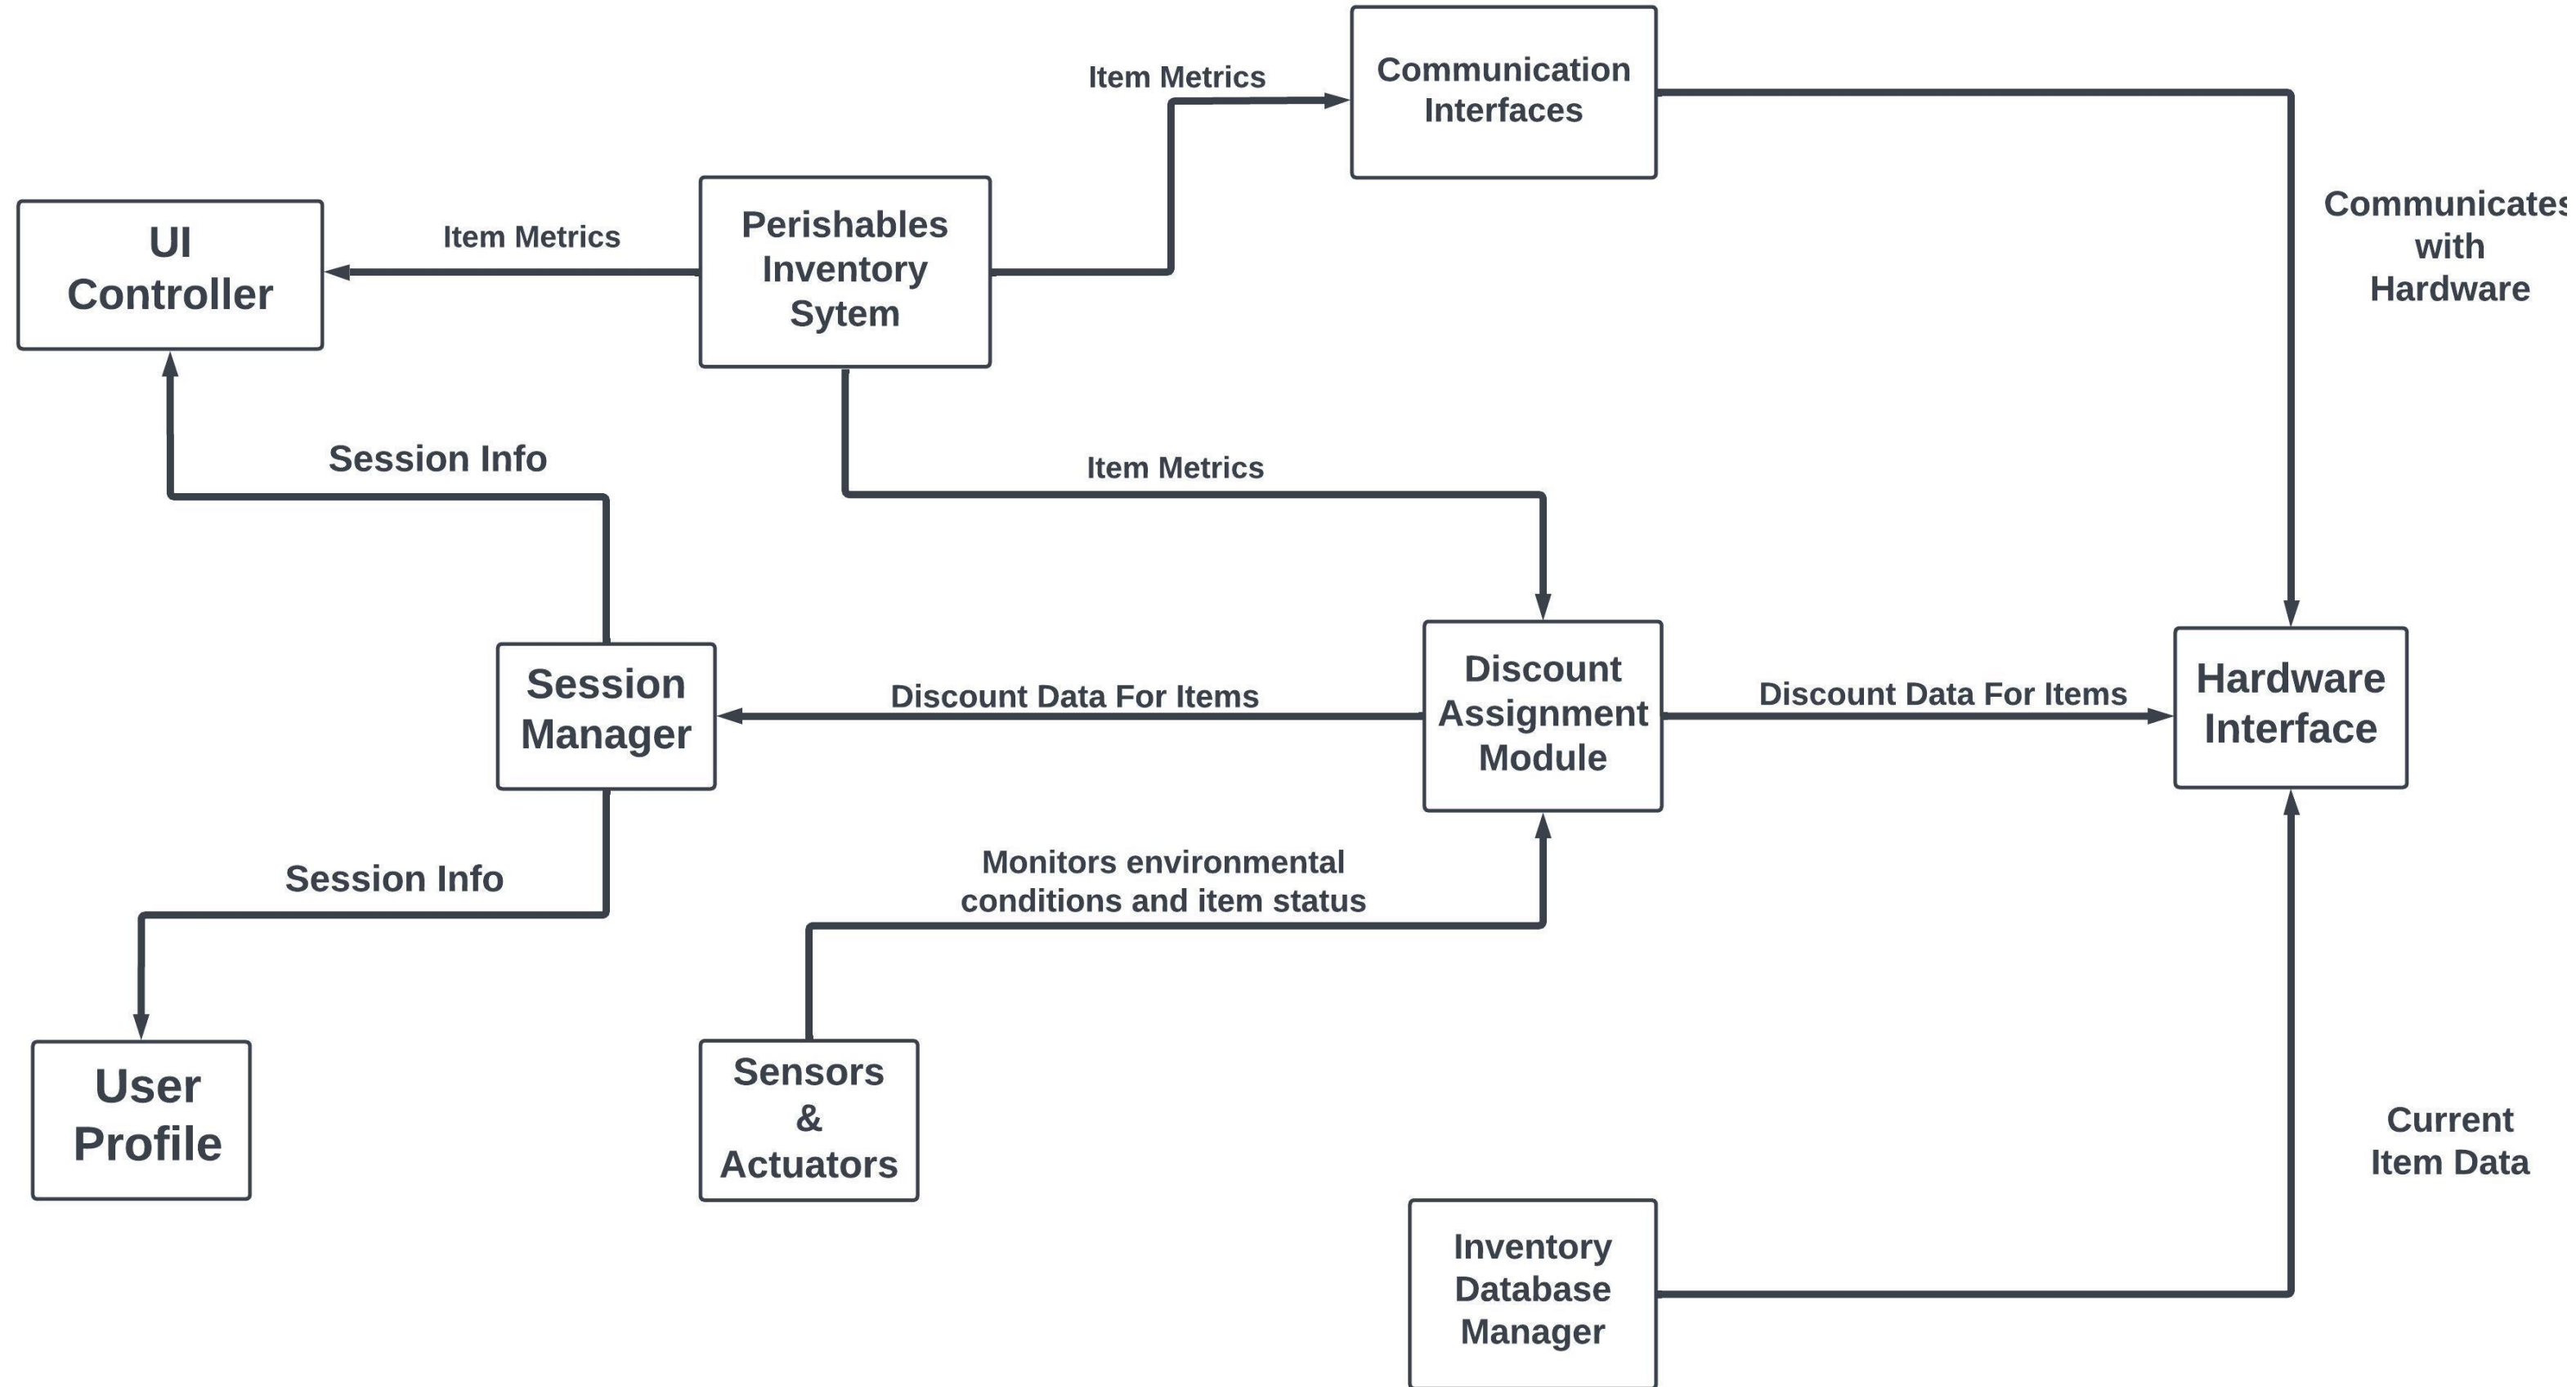 Communication
Interfaces
Item Metrics
Communicates
with
Hardware
UI
Controller
Item Metrics
Perishables
Inventory
Sytem
Session Info
Item Metrics
Session
Manager
Discount Data For Items
Discount
Assignment
Module
Discount Data For Items
Hardware
Interface
Session Info
Monitors environmental
conditions and item status
User
Profile
Sensors
&
Actuators
Current
Item Data
Inventory
Database
Manager